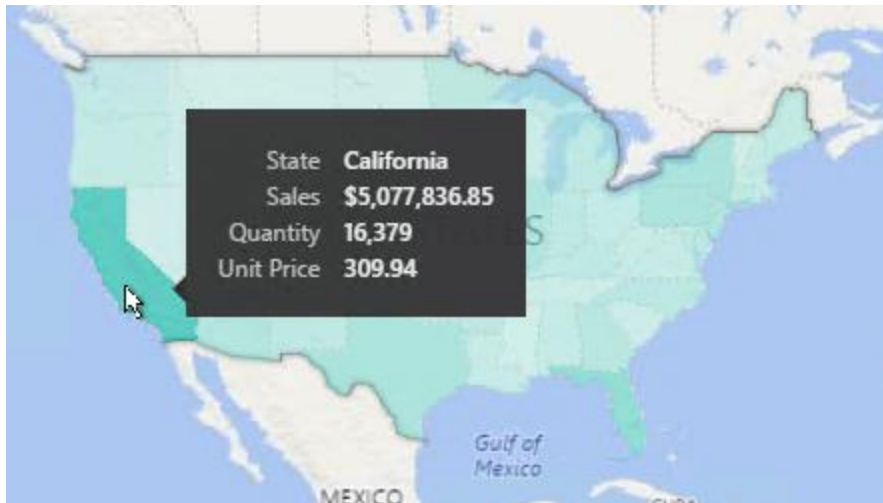 State California
Sales $5,077,836.85
Quantity 16,379
Unit Price 309.94
Gulf of
Mexico
MEXICO